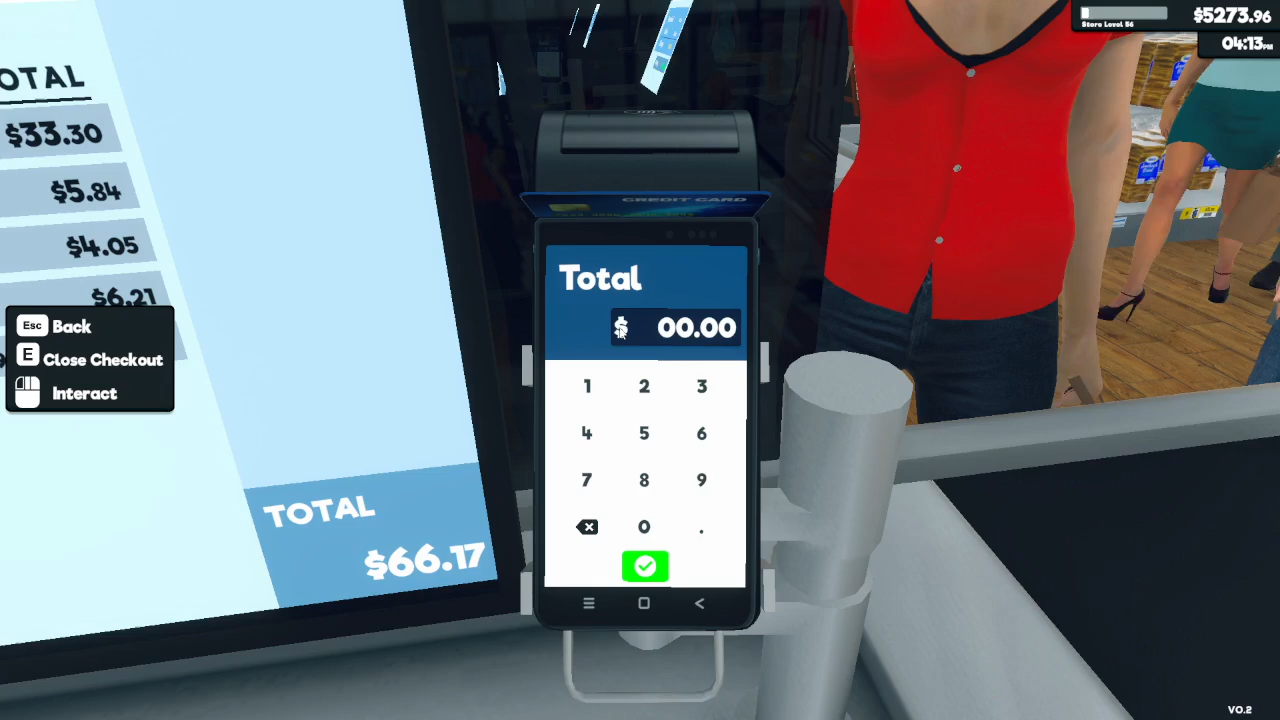 OTAL
$33.30
$5.84
$4.05
$6.21
Esc Back
E Close Checkout
Interact
TOTAL
$66.17
CREDIT CARD
Total
$ 00.00
1 2 3
4 5 6
7 8 9
0 .
Store Level 56
$5273.96
04:13PM
V0.2